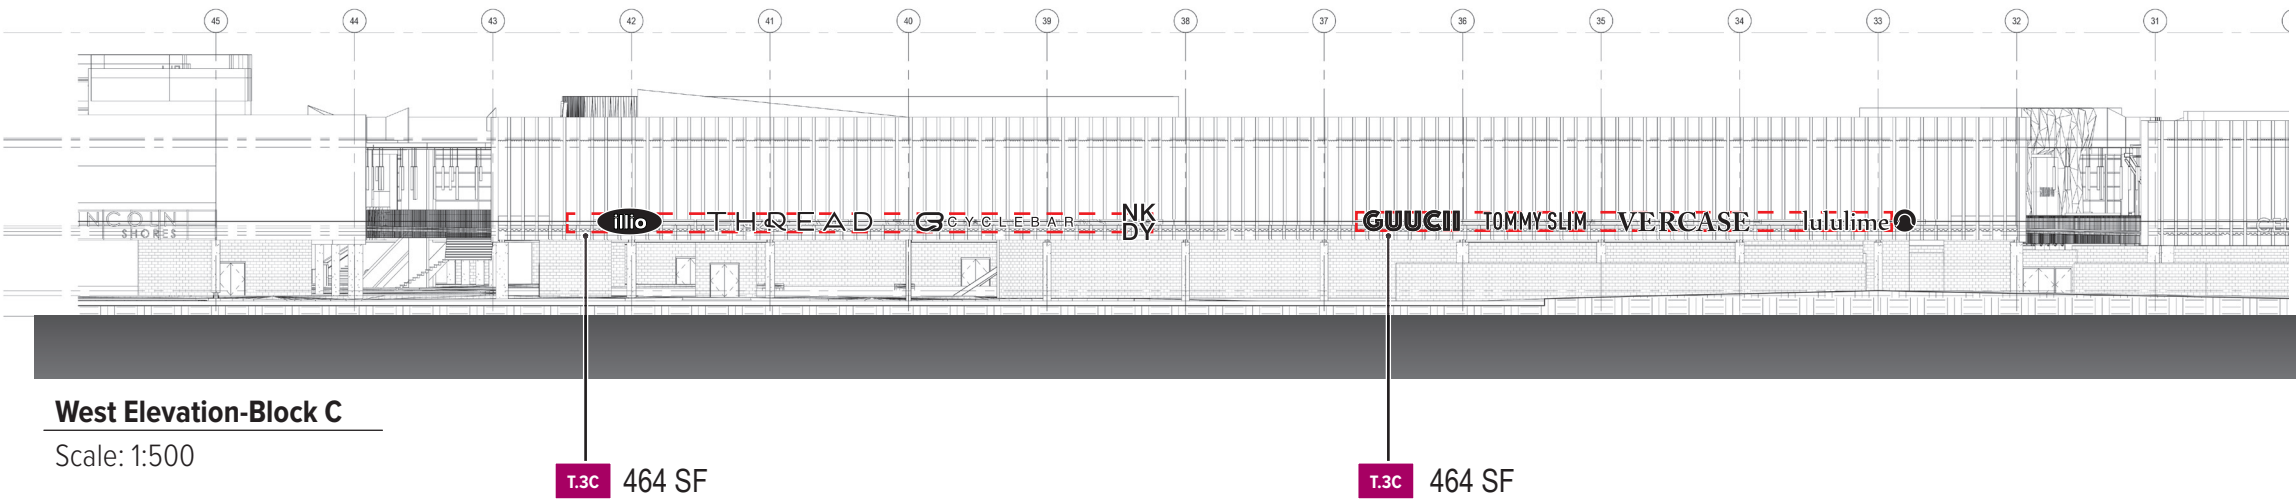 45 44 43 42 41 40 39 38 37 36 35 34 33 32 31
NCOLN
SHORES
illio THREAD G CYCLEBAR NK
DY
GUUCII TOMMY SLIM VERCASE lululime
West Elevation-Block C
Scale: 1:500
T.3C 464 SF
T.3C 464 SF